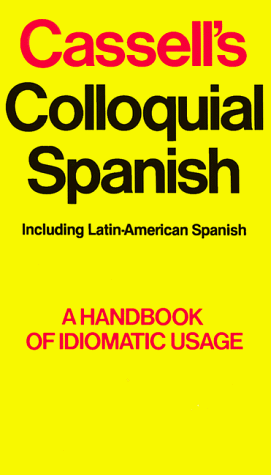 Cassell's
Colloquial
Spanish
Including Latin-American Spanish
A HANDBOOK
OF IDIOMATIC USAGE